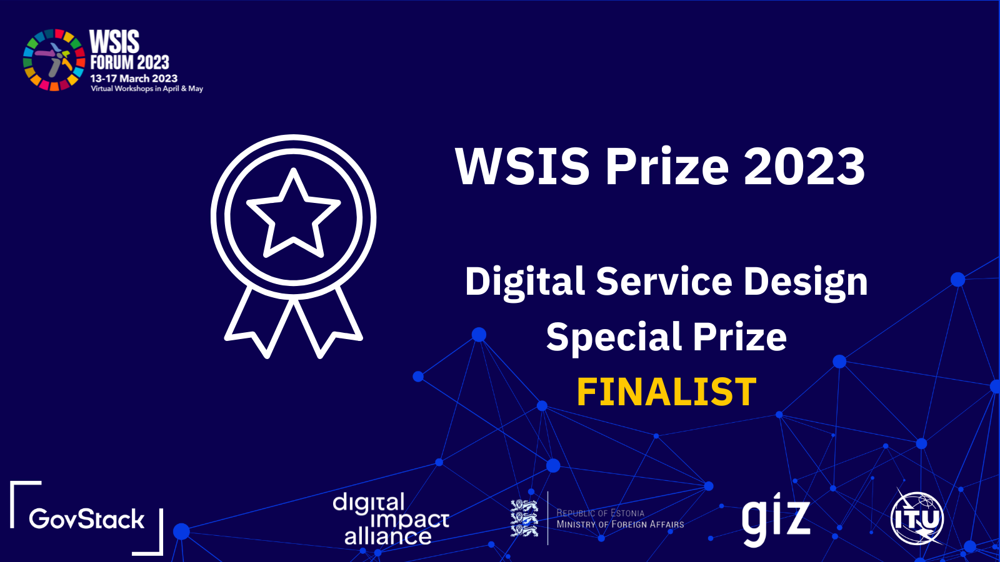 WSIS
FORUM 2023
13-17 March 2023
Virtual Workshops in April & May
WSIS Prize 2023
Digital Service Design
Special Prize
FINALIST
GovStack
digital
impact
alliance
REPUBLIC OF ESTONIA
MINISTRY OF FOREIGN AFFAIRS
giz
ITU